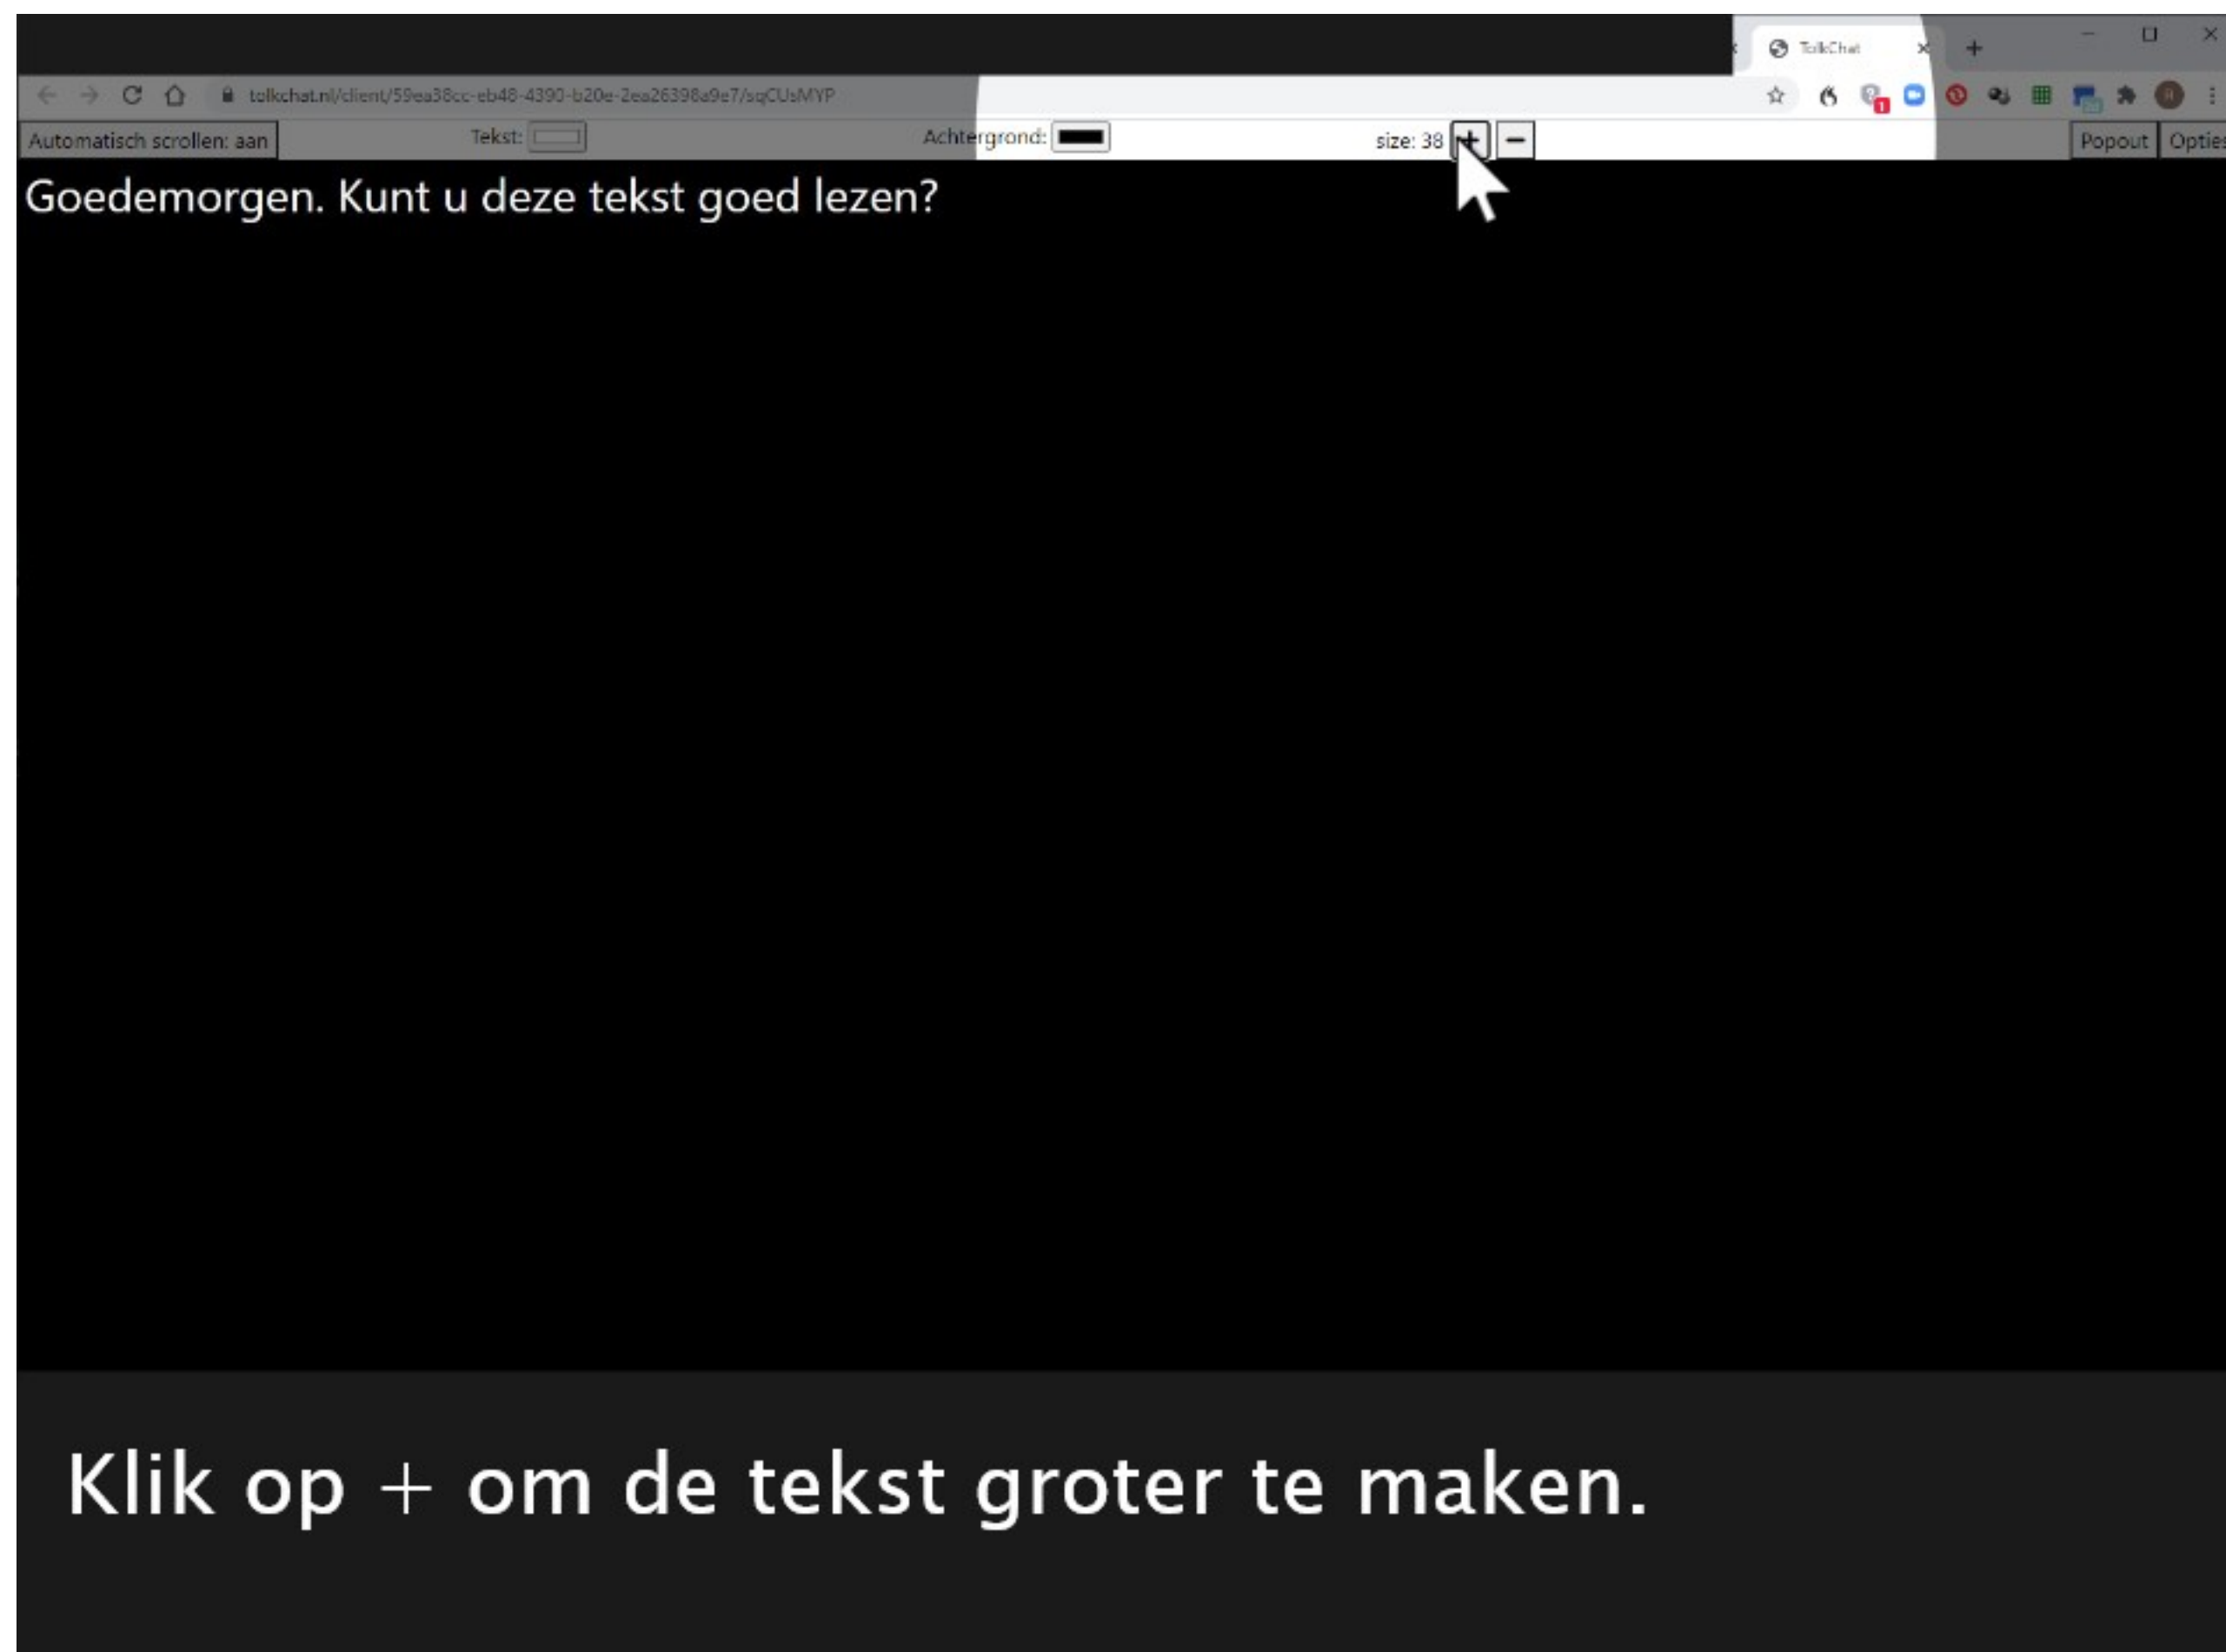 TolkChat
tolkchat.nl/client/59ea38cc-eb48-4390-b20e-2ea26398a9e7/sqCUsMYP
Automatisch scrollen: aan Tekst: Achtergrond: size: 38 + − Popout Opties
Goedemorgen. Kunt u deze tekst goed lezen?
Klik op + om de tekst groter te maken.